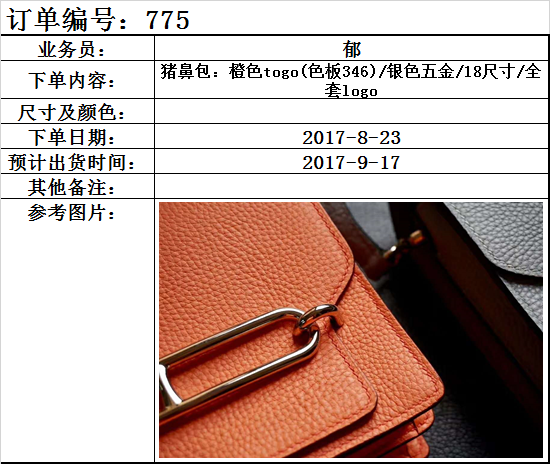 订单编号：775
业务员： 郁
下单内容： 猪鼻包：橙色togo(色板346)/银色五金/18尺寸/全
套logo
尺寸及颜色：
下单日期： 2017-8-23
预计出货时间： 2017-9-17
其他备注：
参考图片：